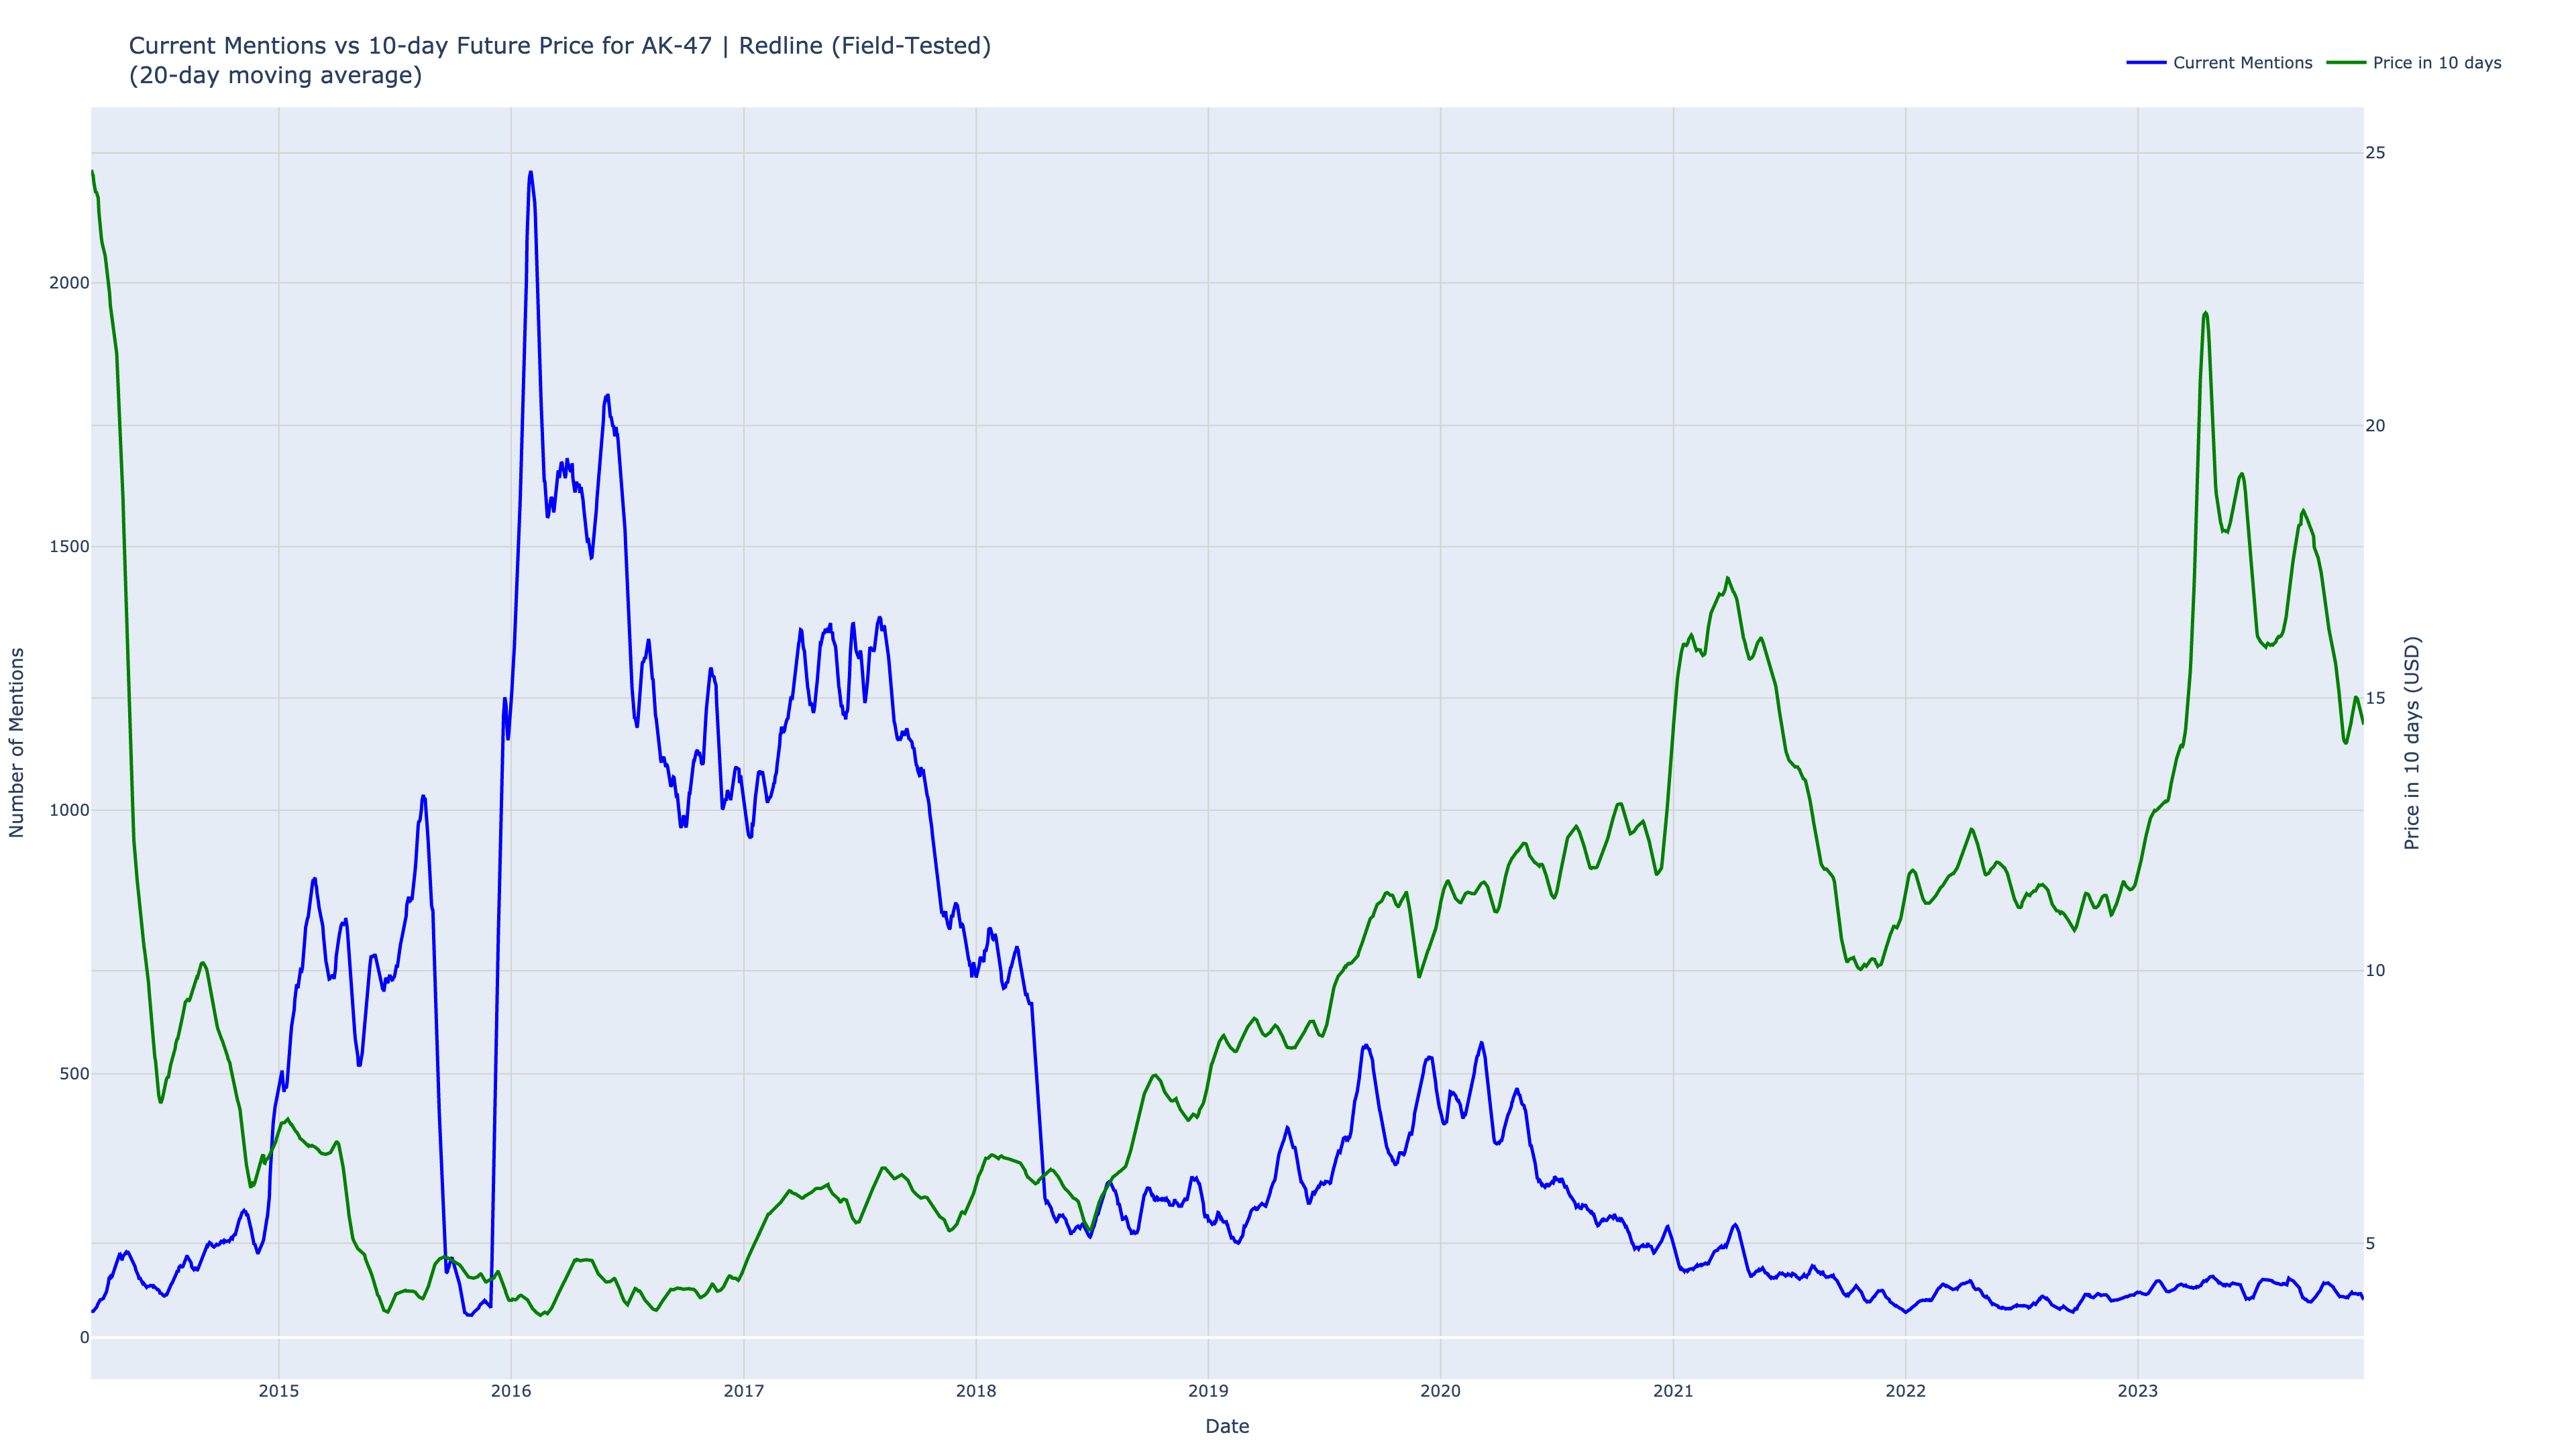 Current Mentions vs 10-day Future Price for AK-47 | Redline (Field-Tested)
(20-day moving average)
Current Mentions
Price in 10 days
Number of Mentions
2000
1500
1000
500
0
25
20
15
10
5
Price in 10 days (USD)
2015
2016
2017
2018
2019
2020
2021
2022
2023
Date